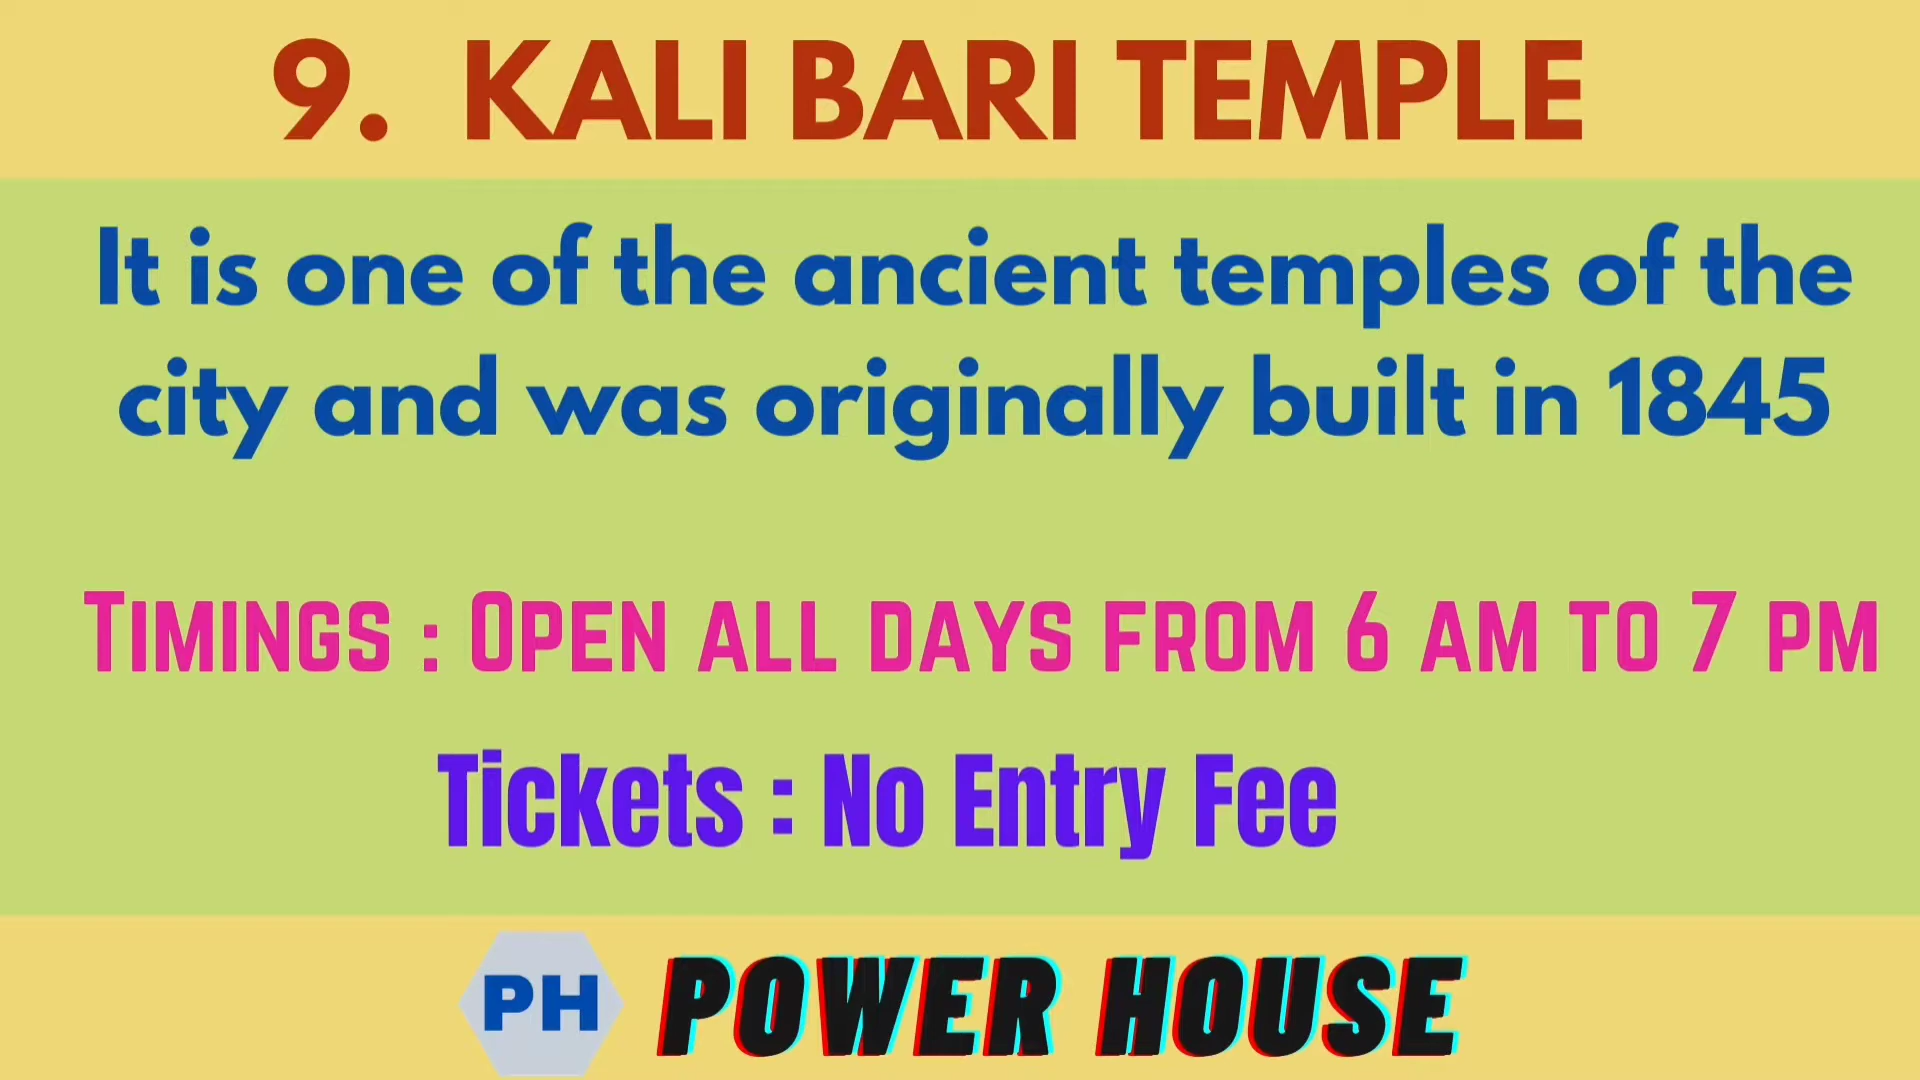 9. KALI BARI TEMPLE
It is one of the ancient temples of the
city and was originally built in 1845
TIMINGS : OPEN ALL DAYS FROM 6 AM TO 7 PM
Tickets : No Entry Fee
PH POWER HOUSE